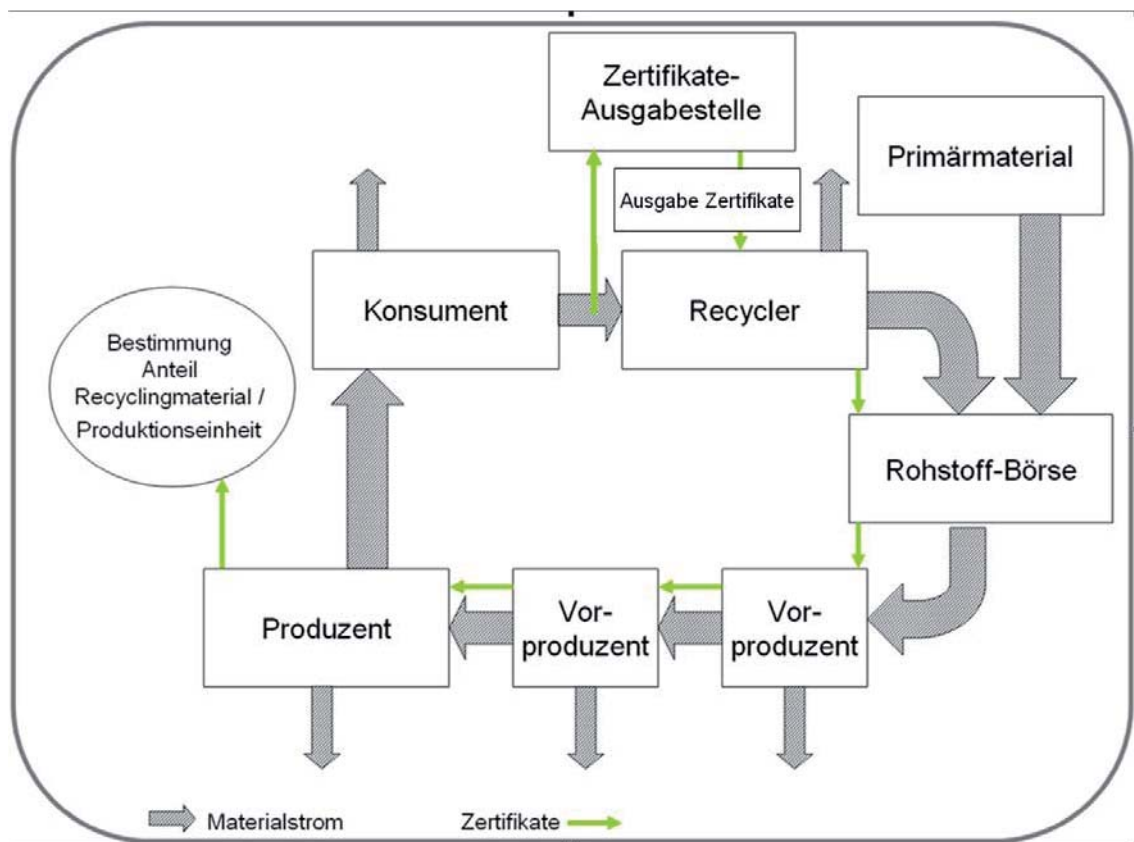 Zertifikate-
Ausgabestelle
Primärmaterial
Ausgabe Zertifikate
Konsument
Recycler
Bestimmung
Anteil
Recyclingmaterial /
Produktionseinheit
Rohstoff-Börse
Produzent
Vor-
produzent
Vor-
produzent
Materialstrom
Zertifikate